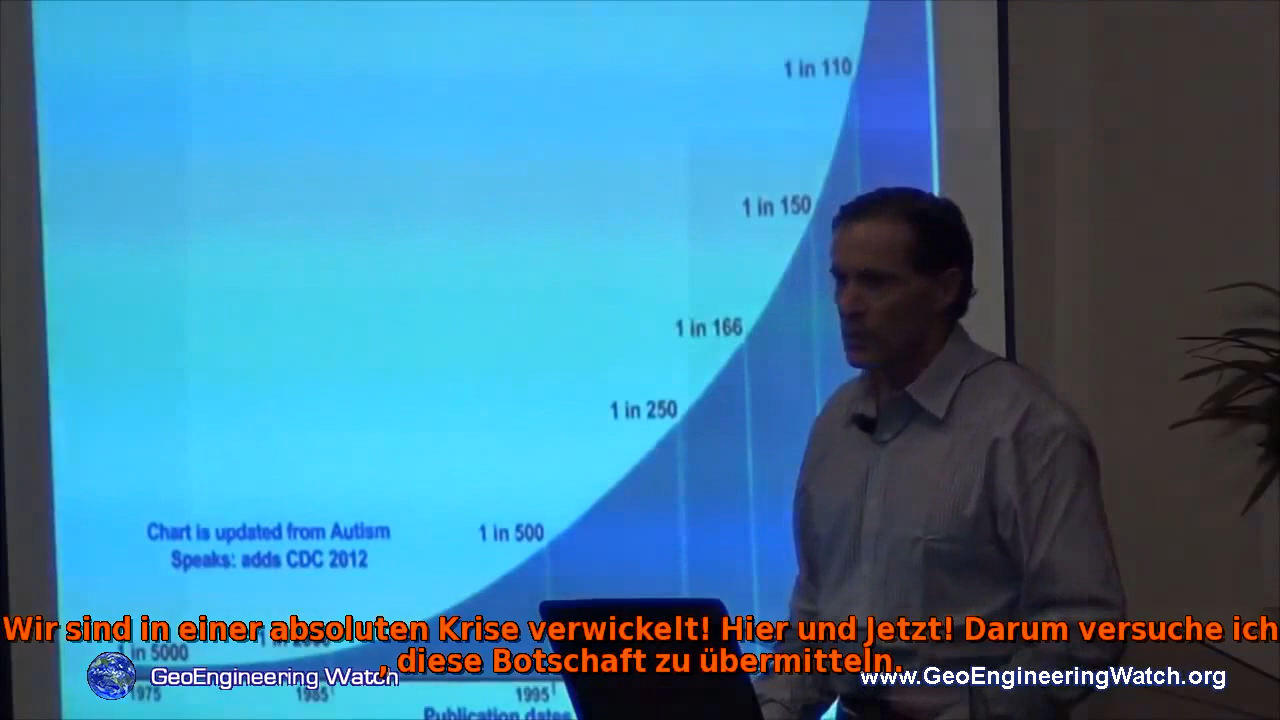 1 in 110
1 in 150
1 in 166
1 in 250
1 in 500
Chart is updated from Autism
Speaks: adds CDC 2012
Wir sind in einer absoluten Krise verwickelt! Hier und Jetzt! Darum versuche ich
, diese Botschaft zu übermitteln.
1 in 5000
GeoEngineering Watch
www.GeoEngineeringWatch.org
1975
1985
1995
Publication dates